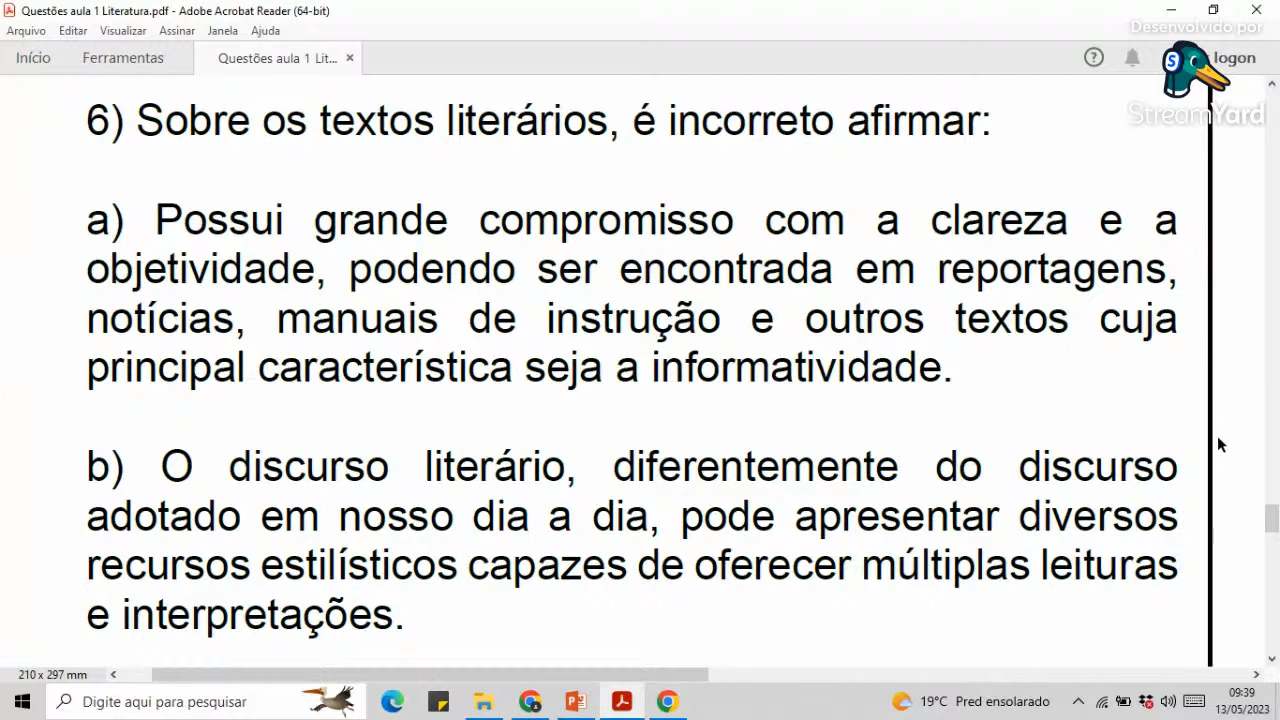 Questões aula 1 Literatura.pdf - Adobe Acrobat Reader (64-bit)
Desenvolvido por
Arquivo Editar Visualizar Assinar Janela Ajuda
Início Ferramentas Questões aula 1 Lit... × logon
StreamYard
6) Sobre os textos literários, é incorreto afirmar:
a) Possui grande compromisso com a clareza e a
objetividade, podendo ser encontrada em reportagens,
notícias, manuais de instrução e outros textos cuja
principal característica seja a informatividade.
b) O discurso literário, diferentemente do discurso
adotado em nosso dia a dia, pode apresentar diversos
recursos estilísticos capazes de oferecer múltiplas leituras
e interpretações.
210 x 297 mm
Digite aqui para pesquisar 19°C Pred ensolarado 09:39
13/05/2023